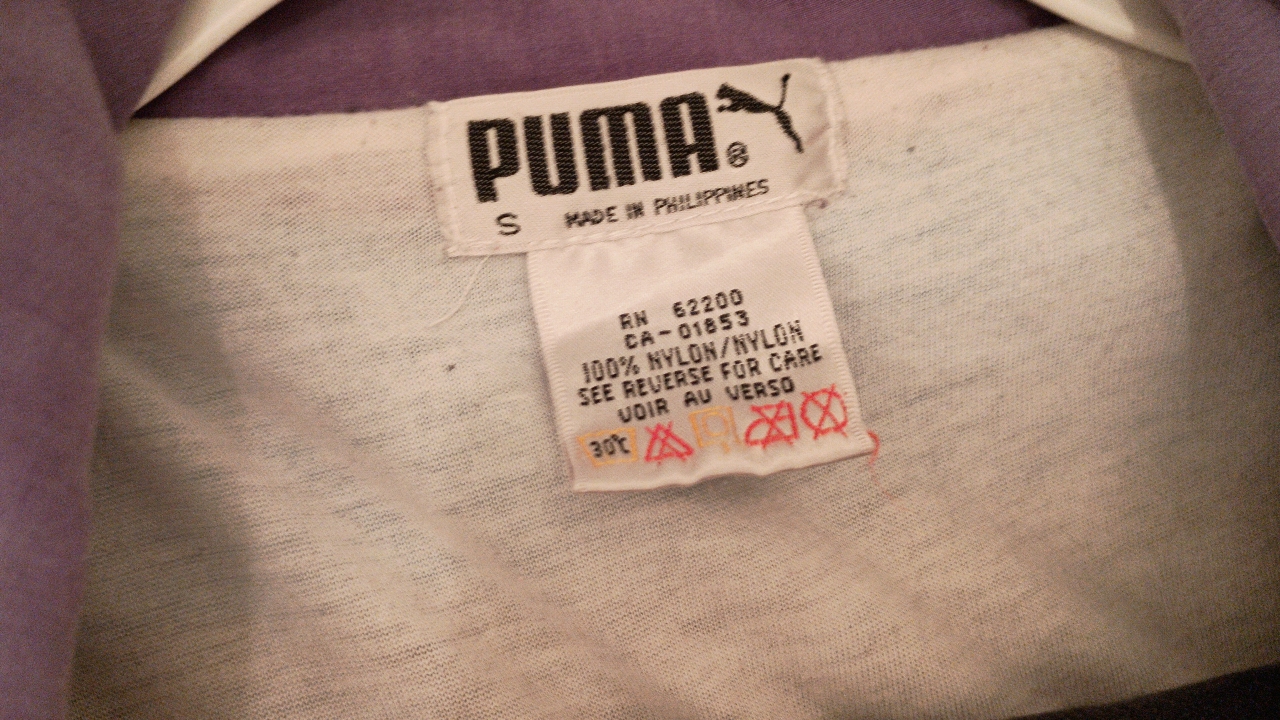 PUMA®
S MADE IN PHILIPPINES
RN 62200
CA-01853
100% NYLON/NYLON
SEE REVERSE FOR CARE
VOIR AU VERSO
30°C